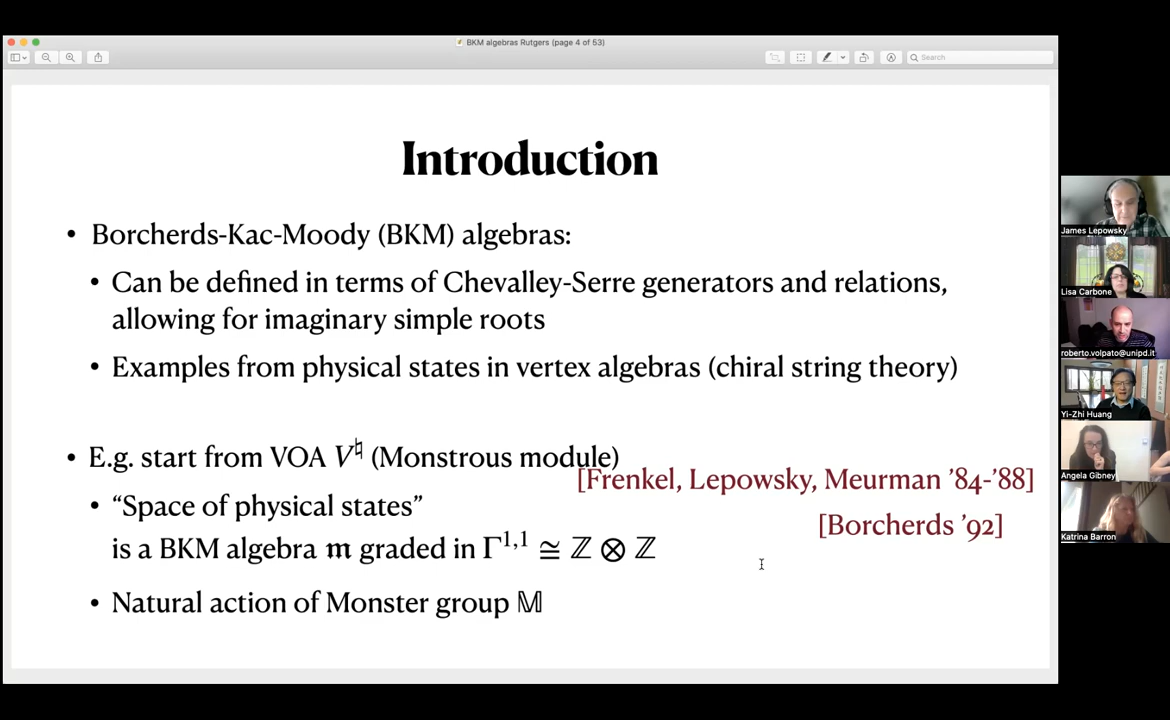 BKM algebras Rutgers (page 4 of 53)
Search
Introduction
• Borcherds-Kac-Moody (BKM) algebras:
• Can be defined in terms of Chevalley-Serre generators and relations,
allowing for imaginary simple roots
• Examples from physical states in vertex algebras (chiral string theory)
• E.g. start from VOA V♮ (Monstrous module)
[Frenkel, Lepowsky, Meurman '84-'88]
• “Space of physical states”
[Borcherds '92]
is a BKM algebra 𝖒 graded in Γ¹,¹ ≅ ℤ ⊗ ℤ
• Natural action of Monster group 𝕄
James Lepowsky
Lisa Carbone
roberto.volpato@unipd.it
Yi-Zhi Huang
Angela Gibney
Katrina Barron